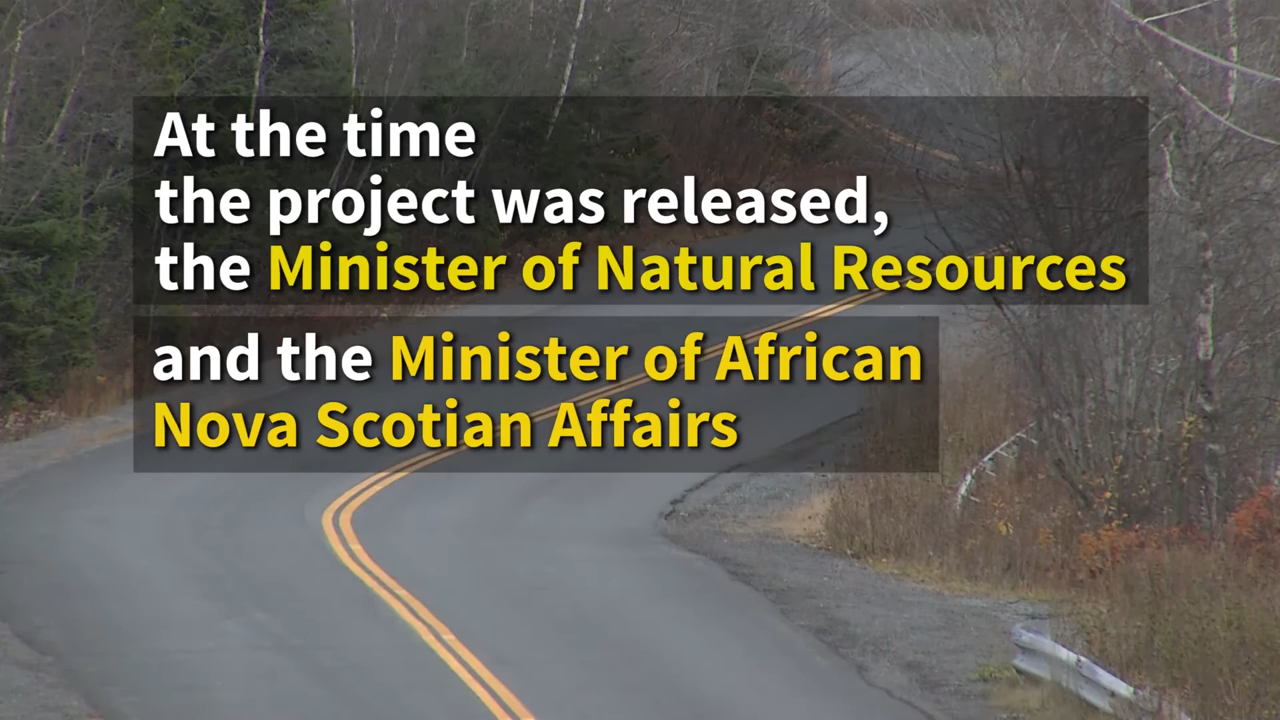 At the time
the project was released,
the Minister of Natural Resources
and the Minister of African
Nova Scotian Affairs